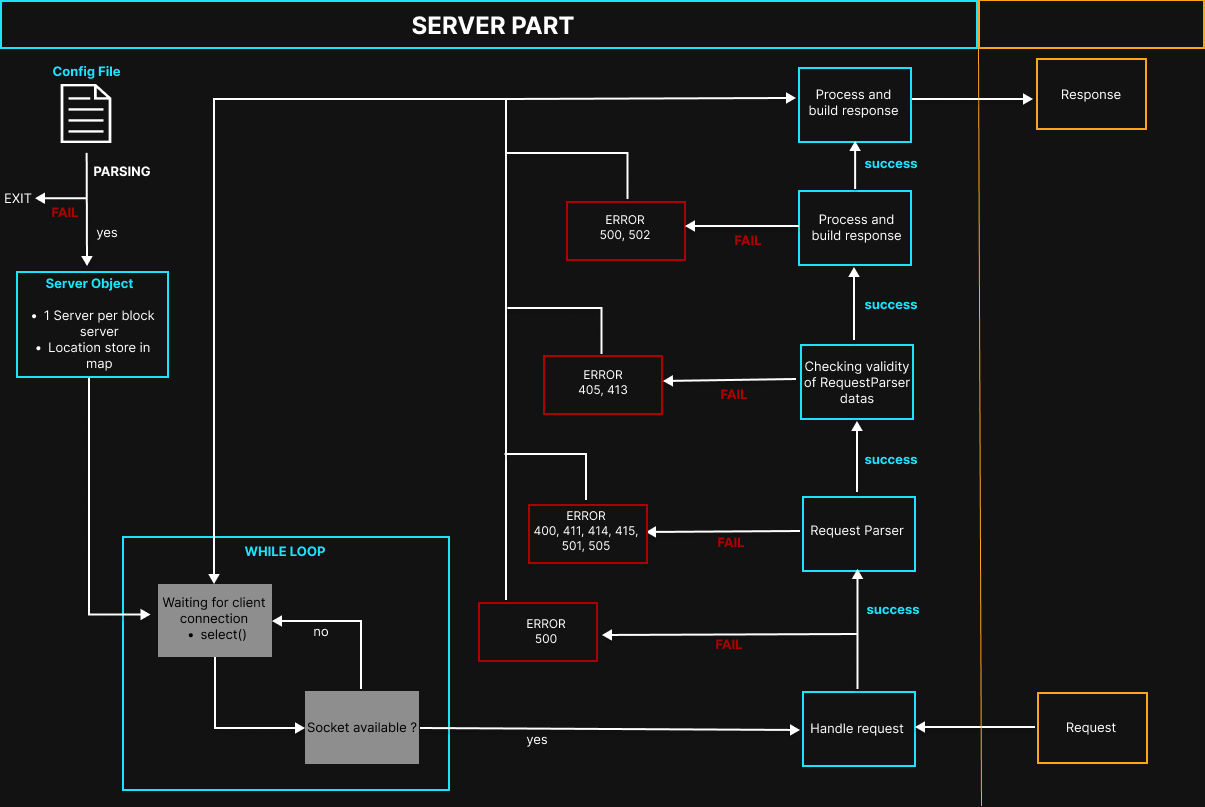 SERVER PART
Config File
PARSING
EXIT
FAIL
yes
Server Object
• 1 Server per block
server
• Location store in
map
WHILE LOOP
Waiting for client
connection
• select()
no
Socket available ?
yes
Process and
build response
Response
success
ERROR
500, 502
FAIL
Process and
build response
success
ERROR
405, 413
FAIL
Checking validity
of RequestParser
datas
success
ERROR
400, 411, 414, 415,
501, 505
FAIL
Request Parser
success
ERROR
500
FAIL
Handle request
Request